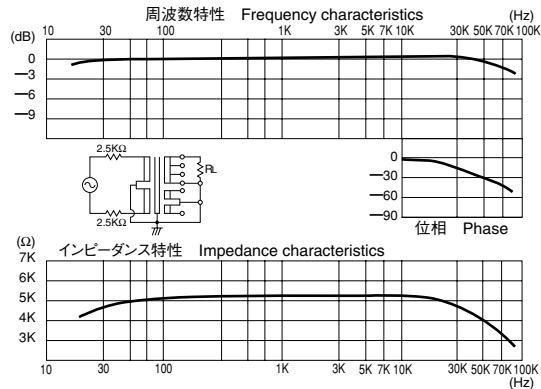 周波数特性 Frequency characteristics
(dB) (Hz)
10 30 100 1K 3K 5K 7K 10K 30K 50K 70K 100K
0
—3
—6
—9
2.5KΩ
RL
2.5KΩ
0
—30
—60
—90
位相 Phase
(Ω) インピーダンス特性 Impedance characteristics
7K
6K
5K
4K
3K
10 30 100 1K 3K 5K 7K 10K 30K 50K 70K 100K
(Hz)